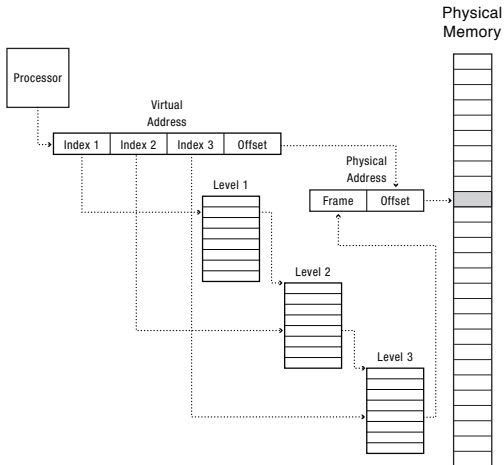 Physical
Memory
Processor
Virtual
Address
Index 1 Index 2 Index 3 Offset
Physical
Address
Frame Offset
Level 1
Level 2
Level 3